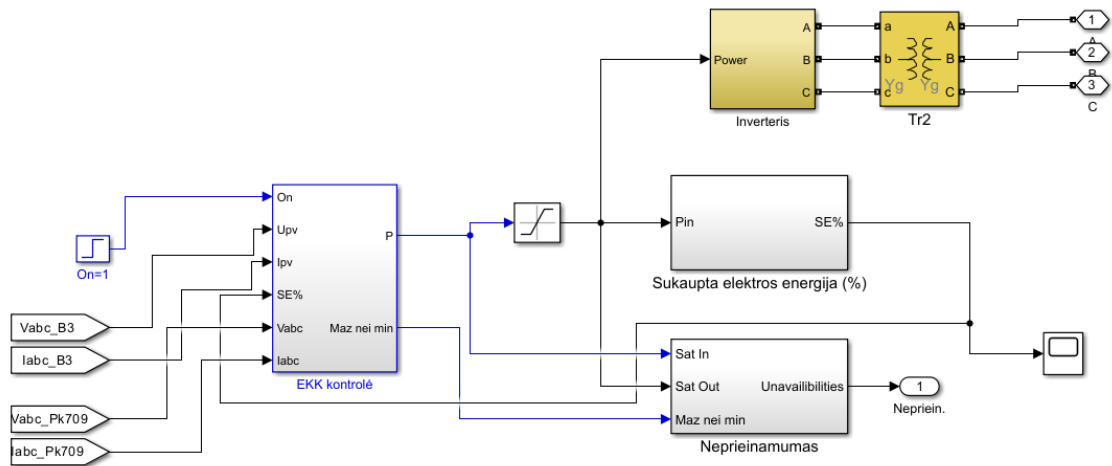 A
B
C
Power
Inverteris
a
b
c
A
B
C
Yg Yg
Tr2
1
A
2
B
3
C
On=1
Vabc_B3
Iabc_B3
Vabc_Pk709
Iabc_Pk709
On
Upv
Ipv
SE%
Vabc
Iabc
P
Maz nei min
EKK kontrolė
Pin
SE%
Sukaupta elektros energija (%)
Sat In
Sat Out
Maz nei min
Unavailibilities
Neprieinamumas
1
Népriein.